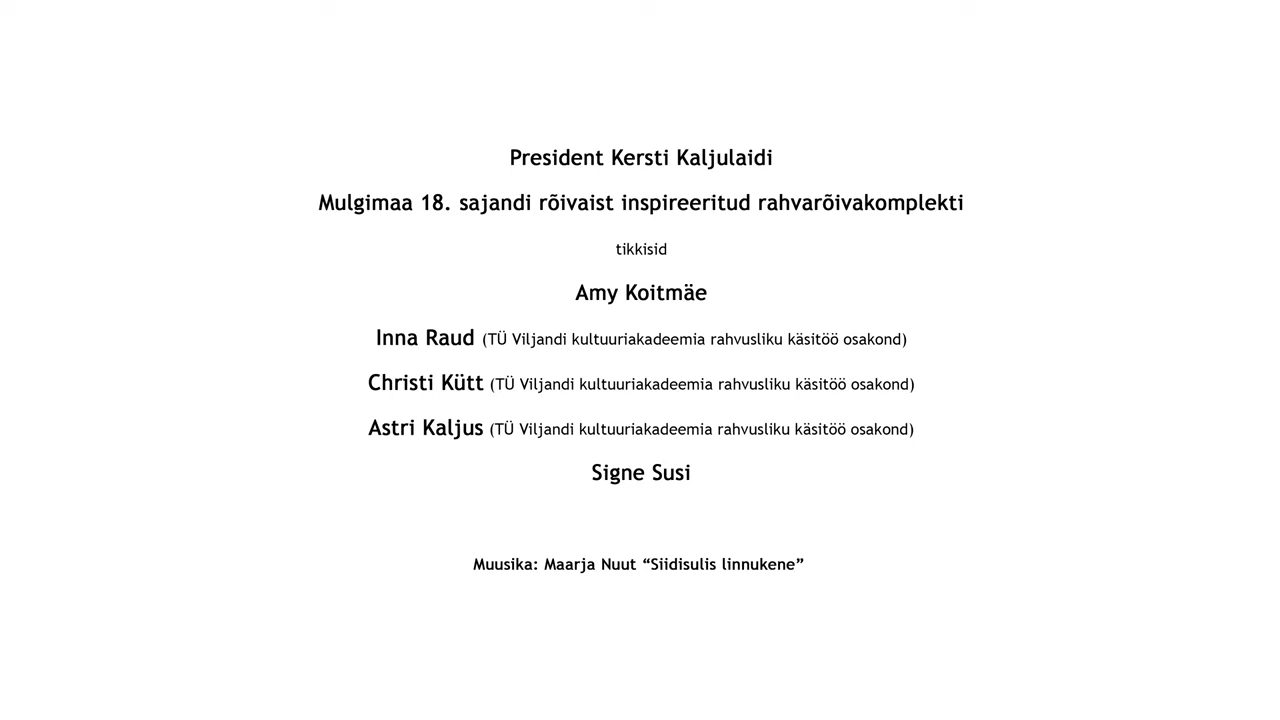 President Kersti Kaljulaidi
Mulgimaa 18. sajandi rõivaist inspireeritud rahvarõivakomplekti
tikkisid
Amy Koitmäe
Inna Raud (TÜ Viljandi kultuuriakadeemia rahvusliku käsitöö osakond)
Christi Kütt (TÜ Viljandi kultuuriakadeemia rahvusliku käsitöö osakond)
Astri Kaljus (TÜ Viljandi kultuuriakadeemia rahvusliku käsitöö osakond)
Signe Susi
Muusika: Maarja Nuut “Siidisulis linnukene”